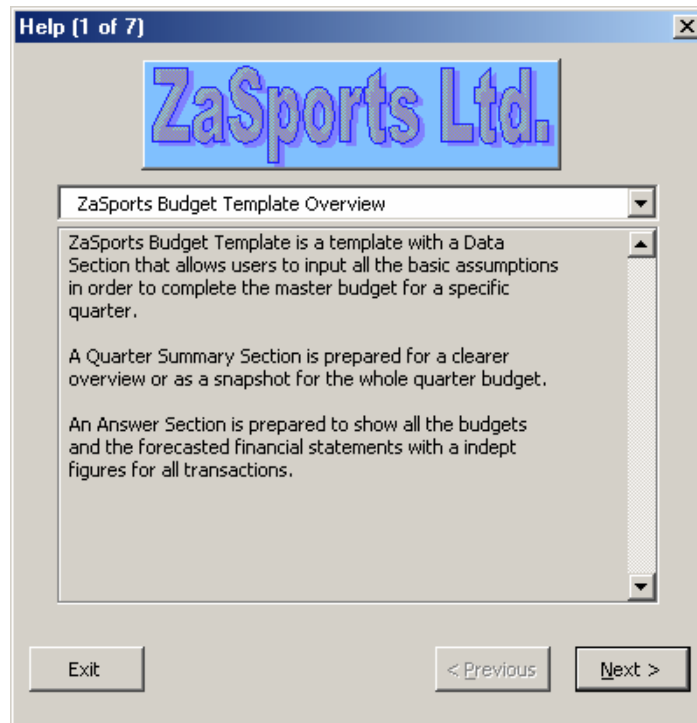 Help (1 of 7)
ZaSports Ltd.
ZaSports Budget Template Overview
ZaSports Budget Template is a template with a Data
Section that allows users to input all the basic assumptions
in order to complete the master budget for a specific
quarter.
A Quarter Summary Section is prepared for a clearer
overview or as a snapshot for the whole quarter budget.
An Answer Section is prepared to show all the budgets
and the forecasted financial statements with a indept
figures for all transactions.
Exit
< Previous
Next >